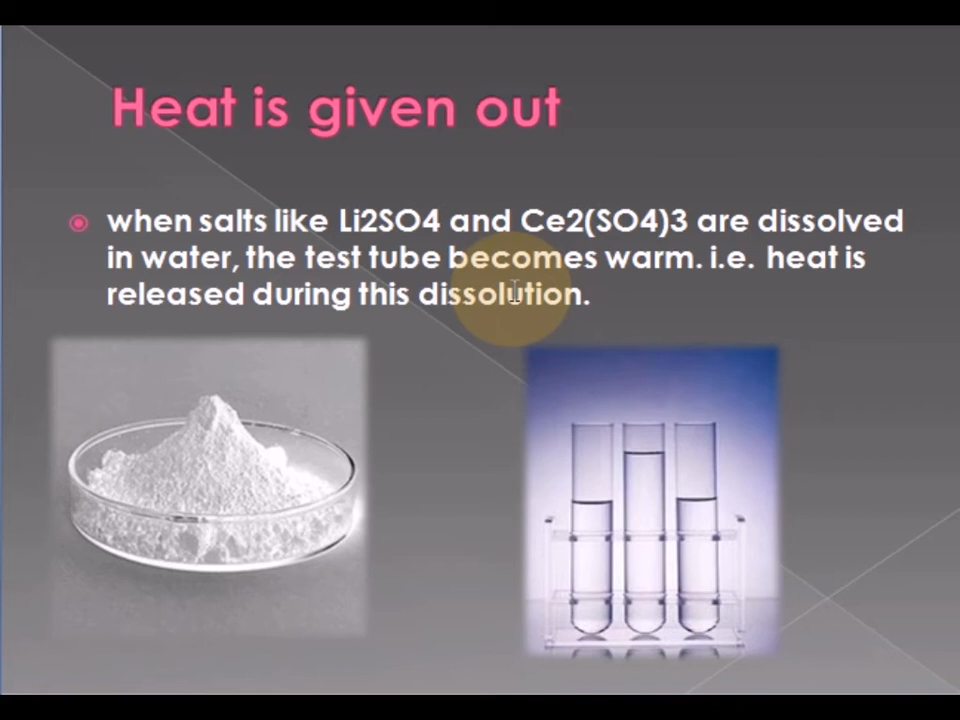 Heat is given out
when salts like Li2SO4 and Ce2(SO4)3 are dissolved
in water, the test tube becomes warm. i.e. heat is
released during this dissolution.